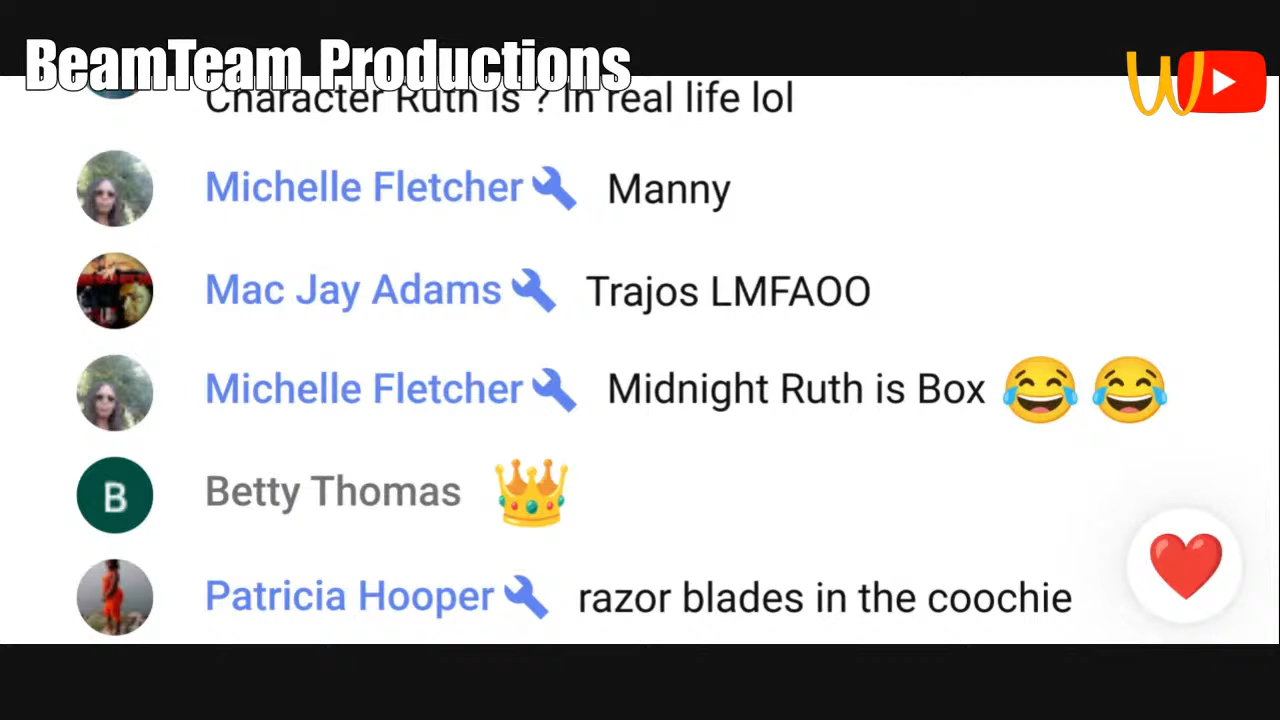 BeamTeam Productions
Character Ruth is ? In real life lol
Michelle Fletcher Manny
Mac Jay Adams Trajos LMFAOO
Michelle Fletcher Midnight Ruth is Box 😂 😂
B Betty Thomas 👑
Patricia Hooper razor blades in the coochie